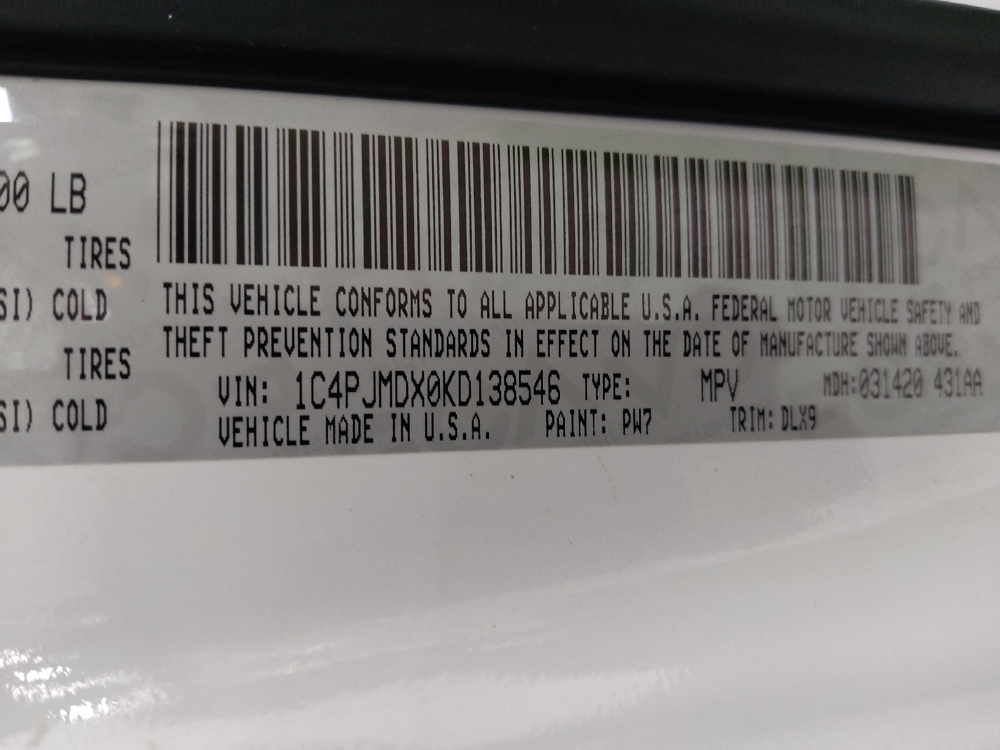 00 LB
TIRES
SI) COLD
TIRES
SI) COLD
THIS VEHICLE CONFORMS TO ALL APPLICABLE U.S.A. FEDERAL MOTOR VEHICLE SAFETY AND
THEFT PREVENTION STANDARDS IN EFFECT ON THE DATE OF MANUFACTURE SHOWN ABOVE.
VIN: 1C4PJMDX0KD138546 TYPE: MPV MDH:031420 431AA
VEHICLE MADE IN U.S.A. PAINT: PW7 TRIM: DLX9